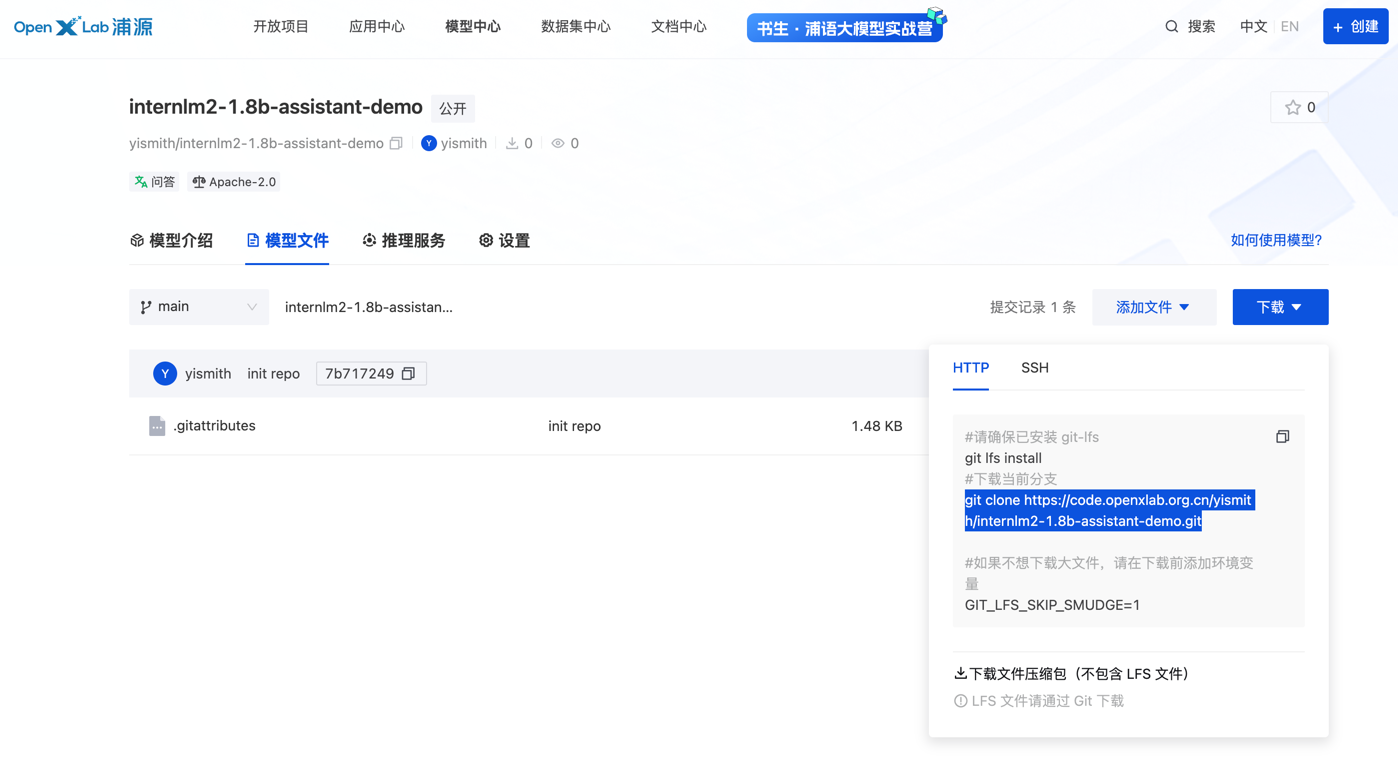 Open X Lab 浦源
开放项目 应用中心 模型中心 数据集中心 文档中心 书生·浦语大模型实战营 搜索 中文 EN + 创建
internlm2-1.8b-assistant-demo 公开
0
yismith/internlm2-1.8b-assistant-demo Y yismith 0 0
问答 Apache-2.0
模型介绍 模型文件 推理服务 设置 如何使用模型?
main internlm2-1.8b-assistan... 提交记录 1 条 添加文件 下载
Y yismith init repo 7b717249
.gitattributes init repo 1.48 KB
HTTP SSH
#请确保已安装 git-lfs
git lfs install
#下载当前分支
git clone https://code.openxlab.org.cn/yismit
h/internlm2-1.8b-assistant-demo.git
#如果不想下载大文件，请在下载前添加环境变
量
GIT_LFS_SKIP_SMUDGE=1
下载文件压缩包（不包含 LFS 文件）
LFS 文件请通过 Git 下载